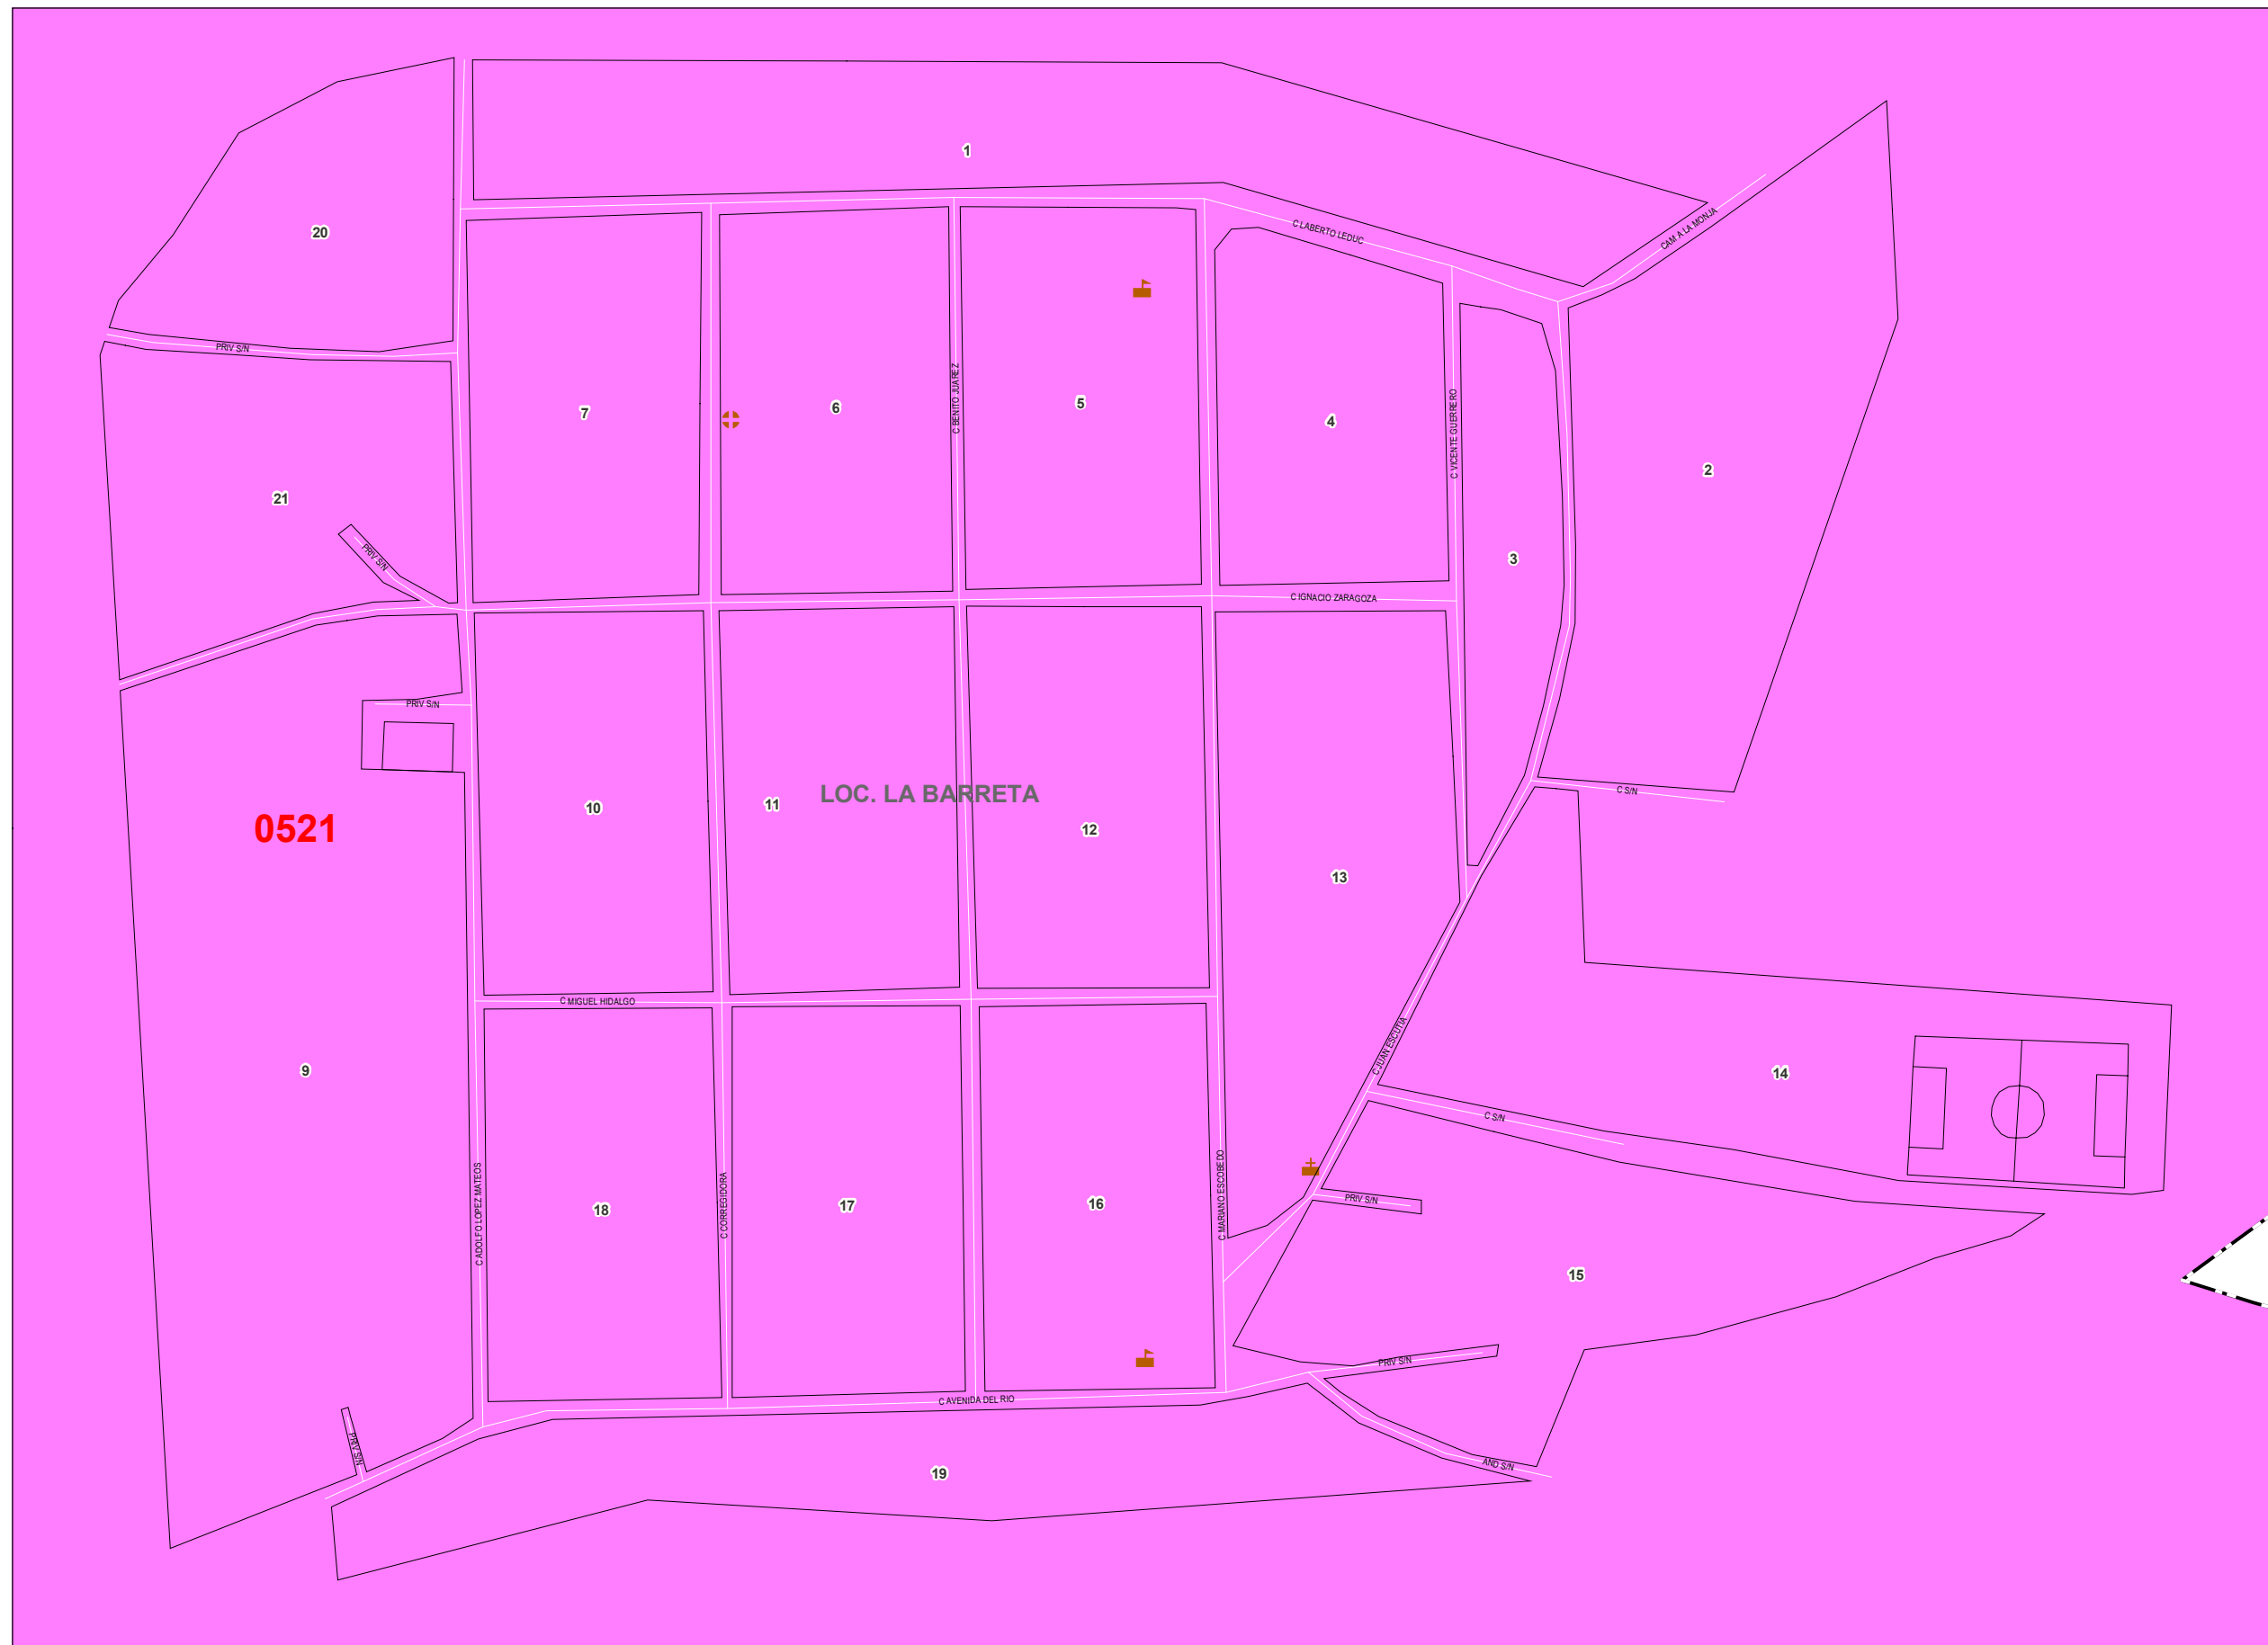 1
20
C LABERTO LEDUC
CAM A LA MONJA
PRIV S/N
7
6
C BENITO JUAREZ
5
4
C VICENTE GUERRERO
2
21
PRIV S/N
3
C IGNACIO ZARAGOZA
PRIV S/N
C S/N
LOC. LA BARRETA
0521
10
11
12
13
C MIGUEL HIDALGO
C JUAN ESCUTIA
9
14
C S/N
C ADOLFO LOPEZ MATEOS
C CORREGIDORA
C MARIANO ESCOBEDO
PRIV S/N
18
17
16
15
PRIV S/N
C AVENIDA DEL RIO
PRIV S/N
AND S/N
19